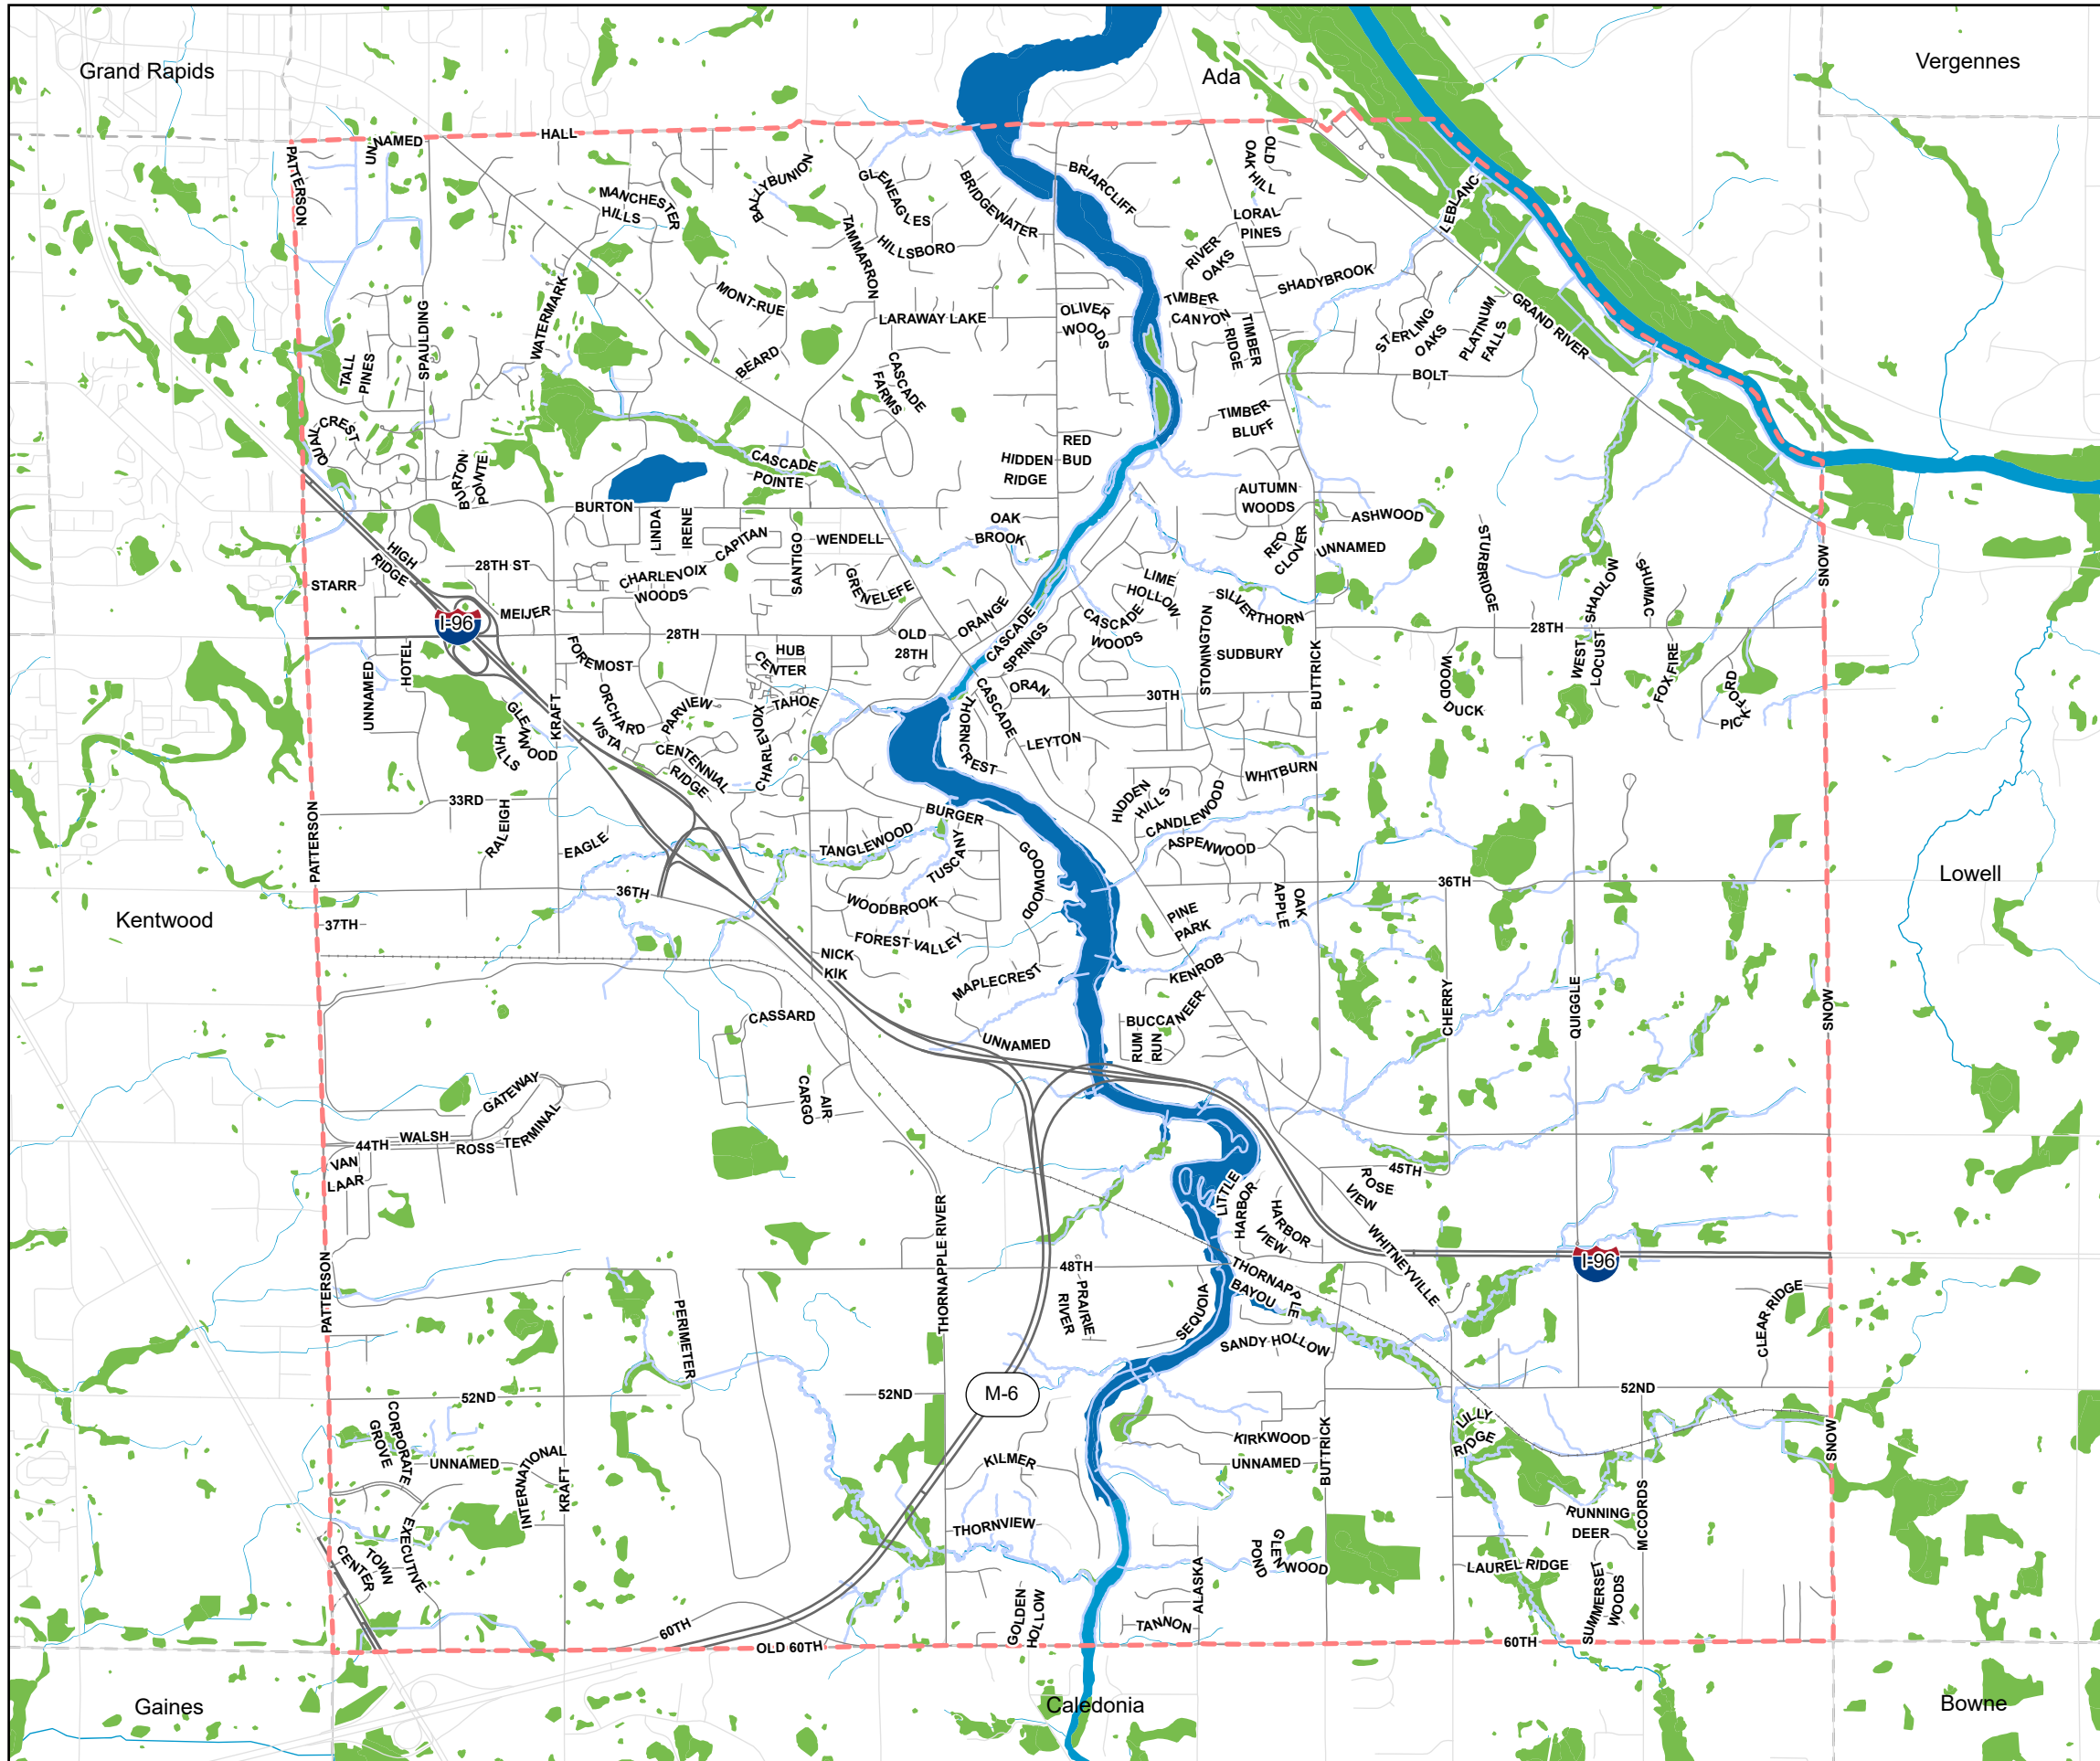 Grand Rapids
Ada
Vergennes
UNNAMED
HALL
PATTERSON
MANCHESTER
HILLS
BALLYBUNION
GLENEAGLES
BRIDGEWATER
BRIARCLIFF
OLD
OAK HILL
LEBLANC
TAMMARRON
HILLSBORO
LORAL
PINES
RIVER
OAKS
SHADYBROOK
MONT-RUE
WATERMARK
SPAULDING
LARAWAY LAKE
OLIVER
WOODS
TIMBER
CANYON
TIMBER
RIDGE
STERLING
OAKS
PLATINUM
FALLS
GRAND RIVER
TALL
PINES
BEARD
CASCADE
FARMS
BOLT
QUAIL CREST
TIMBER
BLUFF
BURTON
POINTE
CASCADE
POINTE
RED
BUD
HIDDEN
RIDGE
BURTON
LINDA
IRENE
CAPITAN
SANTIGO
WENDELL
OAK
BROOK
AUTUMN
WOODS
ASHWOOD
RED
CLOVER
UNNAMED
STURBRIDGE
SHADLOW
SHUMAC
SNOW
HIGH
RIDGE
28TH ST
STARR
MEIJER
I-96
CHARLEVOIX
WOODS
GRENELEFE
ORANGE
LIME
HOLLOW
CASCADE
WOODS
SILVERTHORN
STONINGTON
SUDBURY
28TH
OLD
28TH
CASCADE
SPRINGS
28TH
WEST
LOCUST
FOXFIRE
PICKFORD
WOOD
DUCK
UNNAMED
HOTEL
FOREMOST
HUB
CENTER
TAHOE
ORCHARD
VISTA
PARVIEW
CHARLEVOIX
CENTENNIAL
RIDGE
KRAFT
GLENWOOD
HILLS
ORAN
CASCADE
THORNCREST
LEYTON
30TH
BUTTRICK
WHITBURN
33RD
RALEIGH
EAGLE
BURGER
TANGLEWOOD
TUSCANY
GOODWOOD
HIDDEN
HILLS
CANDLEWOOD
ASPENWOOD
PATTERSON
36TH
36TH
Lowell
Kentwood
37TH
WOODBROOK
FOREST VALLEY
MAPLECREST
NICK
KIK
PINE
PARK
APPLE
OAK
KENROB
BUCCANEER
RUM
RUN
CHERRY
QUIGGLE
SNOW
CASSARD
UNNAMED
AIR
CARGO
GATEWAY
WALSH
44TH
ROSS
TERMINAL
VAN
LAAR
45TH
ROSE
VIEW
LITTLE
HARBOR
HARBOR
VIEW
WHITNEYVILLE
I-96
THORNAPPLE RIVER
48TH
PRAIRIE
RIVER
THORNAPPLE
BAYOU
SEQUOIA
SANDY HOLLOW
CLEAR RIDGE
PATTERSON
PERIMETER
52ND
52ND
M-6
52ND
CORPORATE
GROVE
UNNAMED
INTERNATIONAL
KRAFT
KILMER
KIRKWOOD
UNNAMED
BUTTRICK
LILLY
RIDGE
SNOW
RUNNING
DEER
MCCORDS
EXECUTIVE
TOWN
CENTER
THORNVIEW
GLENWOOD
POND
LAUREL RIDGE
SUMMERSET
WOODS
ALASKA
TANNON
GOLDEN
HOLLOW
60TH
OLD 60TH
60TH
Gaines
Caledonia
Bowne